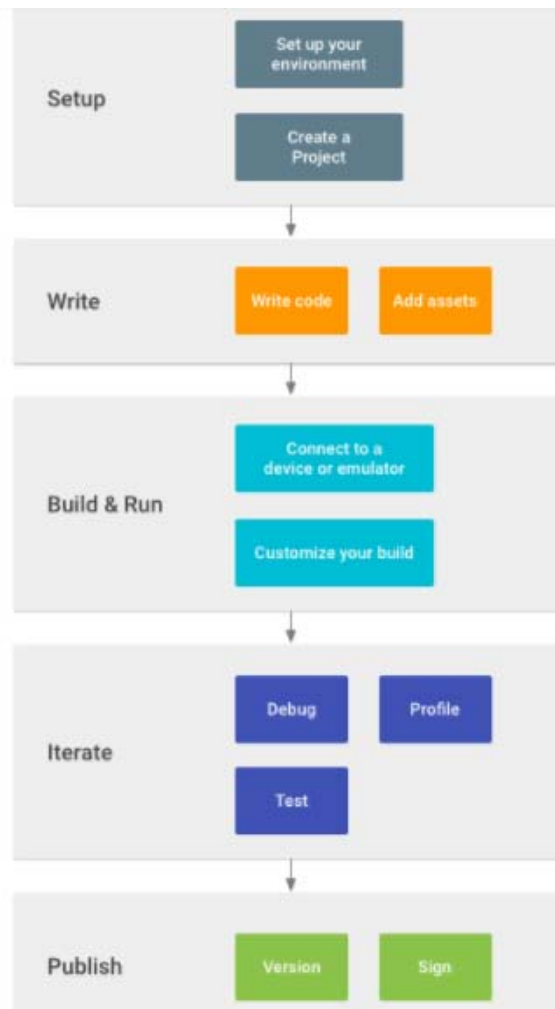 Setup
Set up your
environment
Create a
Project
Write
Write code
Add assets
Build & Run
Connect to a
device or emulator
Customize your build
Iterate
Debug
Profile
Test
Publish
Version
Sign